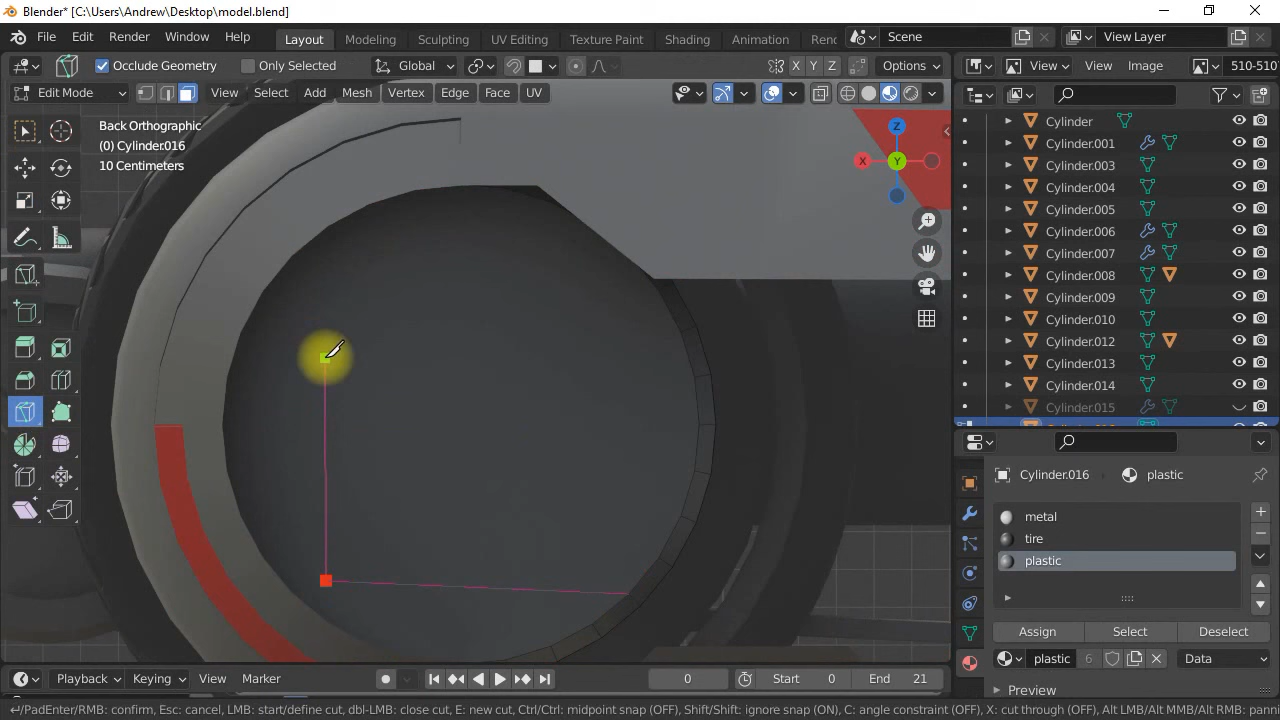 Blender* [C:\Users\Andrew\Desktop\model.blend]
File Edit Render Window Help Layout Modeling Sculpting UV Editing Texture Paint Shading Animation Ren Scene View Layer
Occlude Geometry Only Selected Global X Y Z Options View View Image 510-510
Edit Mode View Select Add Mesh Vertex Edge Face UV
Back Orthographic
(0) Cylinder.016
10 Centimeters
Z
X Y
Cylinder
Cylinder.001
Cylinder.003
Cylinder.004
Cylinder.005
Cylinder.006
Cylinder.007
Cylinder.008
Cylinder.009
Cylinder.010
Cylinder.012
Cylinder.013
Cylinder.014
Cylinder.015
Cylinder.016 plastic
metal
tire
plastic
Assign Select Deselect
plastic 6 Data
Preview
Playback Keying View Marker 0 Start 0 End 21
/PadEnter/RMB: confirm, Esc: cancel, LMB: start/define cut, dbl-LMB: close cut, E: new cut, Ctrl/Ctrl: midpoint snap (OFF), Shift/Shift: ignore snap (ON), C: angle constraint (OFF), X: cut through (OFF), Alt LMB/Alt MMB/Alt RMB: panni